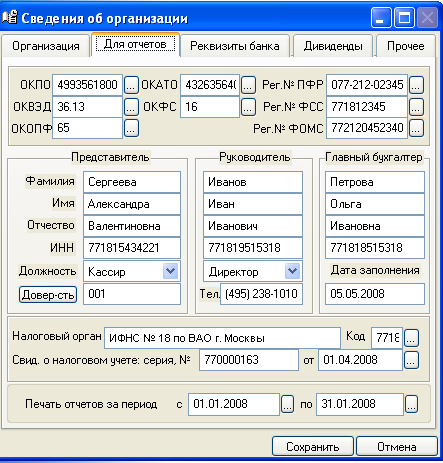 Сведения об организации
Организация Для отчетов Реквизиты банка Дивиденды Прочее
ОКПО 4993561800 ... ОКАТО 43263564( ... Рег.№ ПФР 077-212-02345 ...
ОКВЭД 36.13 ... ОКФС 16 ... Рег.№ ФСС 771812345 ...
ОКОПФ 65 ... Рег.№ ФОМС 772120452340 ...
Представитель Руководитель Главный бухгалтер
Фамилия Сергеева Иванов Петрова
Имя Александра Иван Ольга
Отчество Валентиновна Иванович Ивановна
ИНН 771815434221 771819515318 771818515318
Должность Кассир Директор Дата заполнения
Довер-сть 001 Тел. (495) 238-1010 05.05.2008
Налоговый орган ИФНС № 18 по ВАО г. Москвы Код 7718 ...
Свид. о налоговом учете: серия, № 770000163 от 01.04.2008 ...
Печать отчетов за период с 01.01.2008 ... по 31.01.2008 ...
Сохранить Отмена